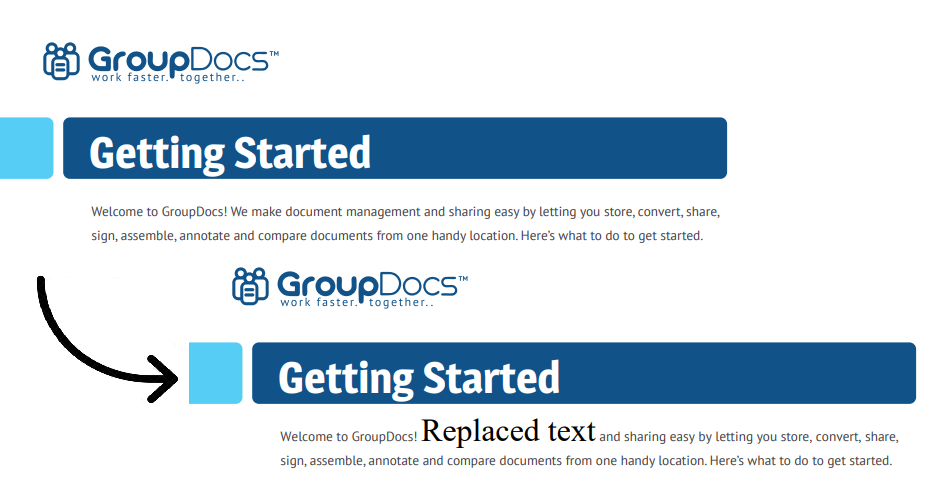 GroupDocs™
work faster. together..
Getting Started
Welcome to GroupDocs! We make document management and sharing easy by letting you store, convert, share,
sign, assemble, annotate and compare documents from one handy location. Here's what to do to get started.
GroupDocs™
work faster. together..
Getting Started
Welcome to GroupDocs! Replaced text and sharing easy by letting you store, convert, share,
sign, assemble, annotate and compare documents from one handy location. Here's what to do to get started.